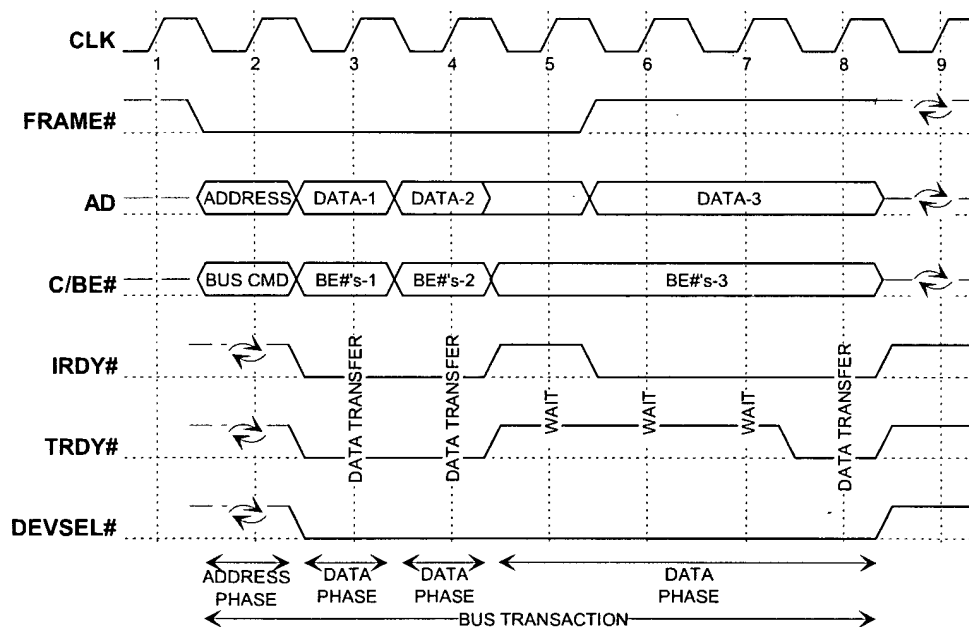 CLK
1 2 3 4 5 6 7 8 9
FRAME#
AD
ADDRESS DATA-1 DATA-2 DATA-3
C/BE#
BUS CMD BE#'s-1 BE#'s-2 BE#'s-3
IRDY#
TRDY#
DEVSEL#
DATA TRANSFER
DATA TRANSFER
WAIT
WAIT
WAIT
DATA TRANSFER
ADDRESS
PHASE
DATA
PHASE
DATA
PHASE
DATA
PHASE
BUS TRANSACTION